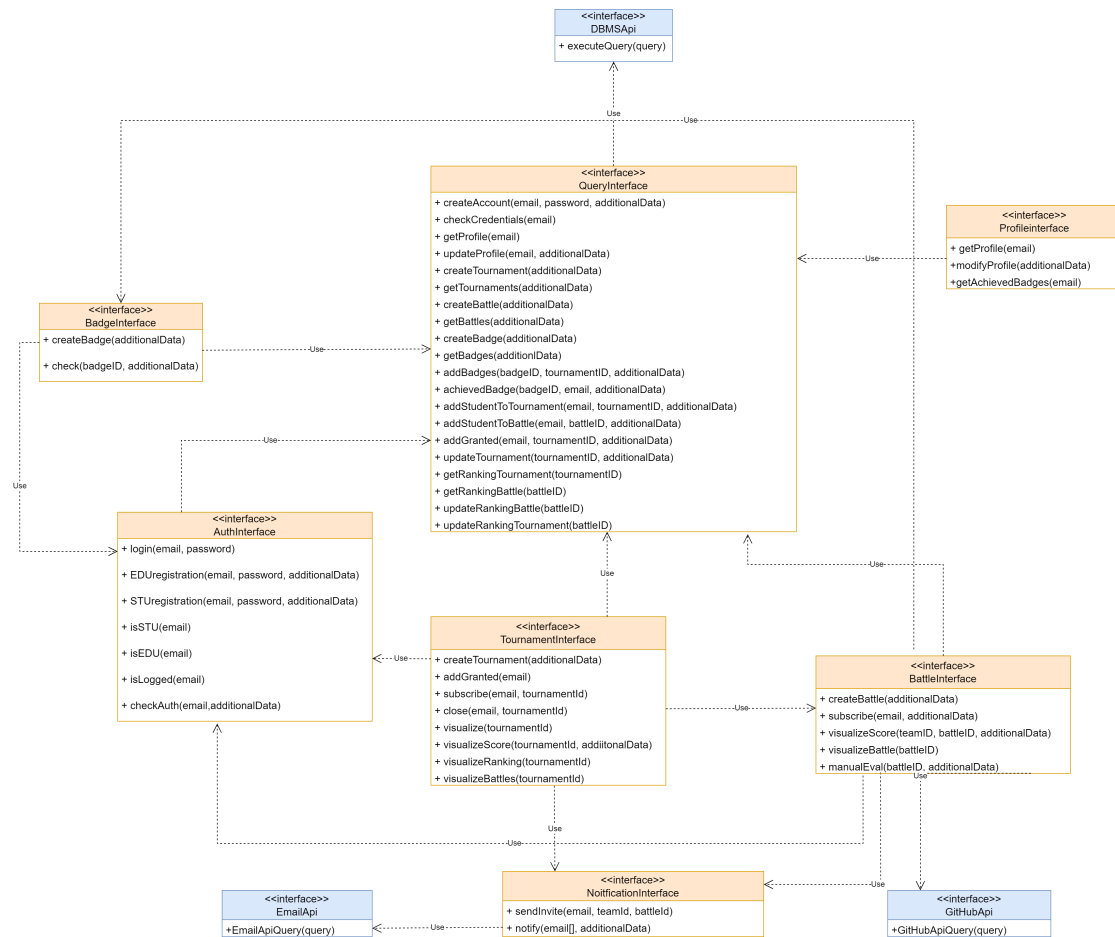 <<interface>>
DBMSApi
+ executeQuery(query)
Use
Use
<<interface>>
QueryInterface
+ createAccount(email, password, additionalData)
+ checkCredentials(email)
+ getProfile(email)
+ updateProfile(email, additionalData)
+ createTournament(additionalData)
+ getTournaments(additionalData)
+ createBattle(additionalData)
+ getBattles(additionalData)
+ createBadge(additionalData)
+ getBadges(additionlData)
+ addBadges(badgeID, tournamentID, additionalData)
+ achievedBadge(badgeID, email, additionalData)
+ addStudentToTournament(email, tournamentID, additionalData)
+ addStudentToBattle(email, battleID, additionalData)
+ addGranted(email, tournamentID, additionalData)
+ updateTournament(tournamentID, additionalData)
+ getRankingTournament(tournamentID)
+ getRankingBattle(battleID)
+ updateRankingBattle(battleID)
+ updateRankingTournament(battleID)
<<interface>>
Profileinterface
+ getProfile(email)
+modifyProfile(additionalData)
+getAchievedBadges(email)
Use
<<interface>>
BadgeInterface
+ createBadge(additionalData)
+ check(badgeID, additionalData)
Use
Use
Use
<<interface>>
AuthInterface
+ login(email, password)
+ EDUregistration(email, password, additionalData)
+ STUregistration(email, password, additionalData)
+ isSTU(email)
+ isEDU(email)
+ isLogged(email)
+ checkAuth(email,additionalData)
Use
Use
Use
<<interface>>
TournamentInterface
+ createTournament(additionalData)
+ addGranted(email)
+ subscribe(email, tournamentId)
+ close(email, tournamentId)
+ visualize(tournamentId)
+ visualizeScore(tournamentId, addiitonalData)
+ visualizeRanking(tournamentId)
+ visualizeBattles(tournamentId)
Use
<<interface>>
BattleInterface
+ createBattle(additionalData)
+ subscribe(email, additionalData)
+ visualizeScore(teamID, battleID, additionalData)
+ visualizeBattle(battleID)
+ manualEval(battleID, additionalData)
Use
Use
Use
Use
<<interface>>
NoitficationInterface
+ sendInvite(email, teamId, battleId)
+ notify(email[], additionalData)
Use
<<interface>>
EmailApi
+EmailApiQuery(query)
<<interface>>
GitHubApi
+GitHubApiQuery(query)